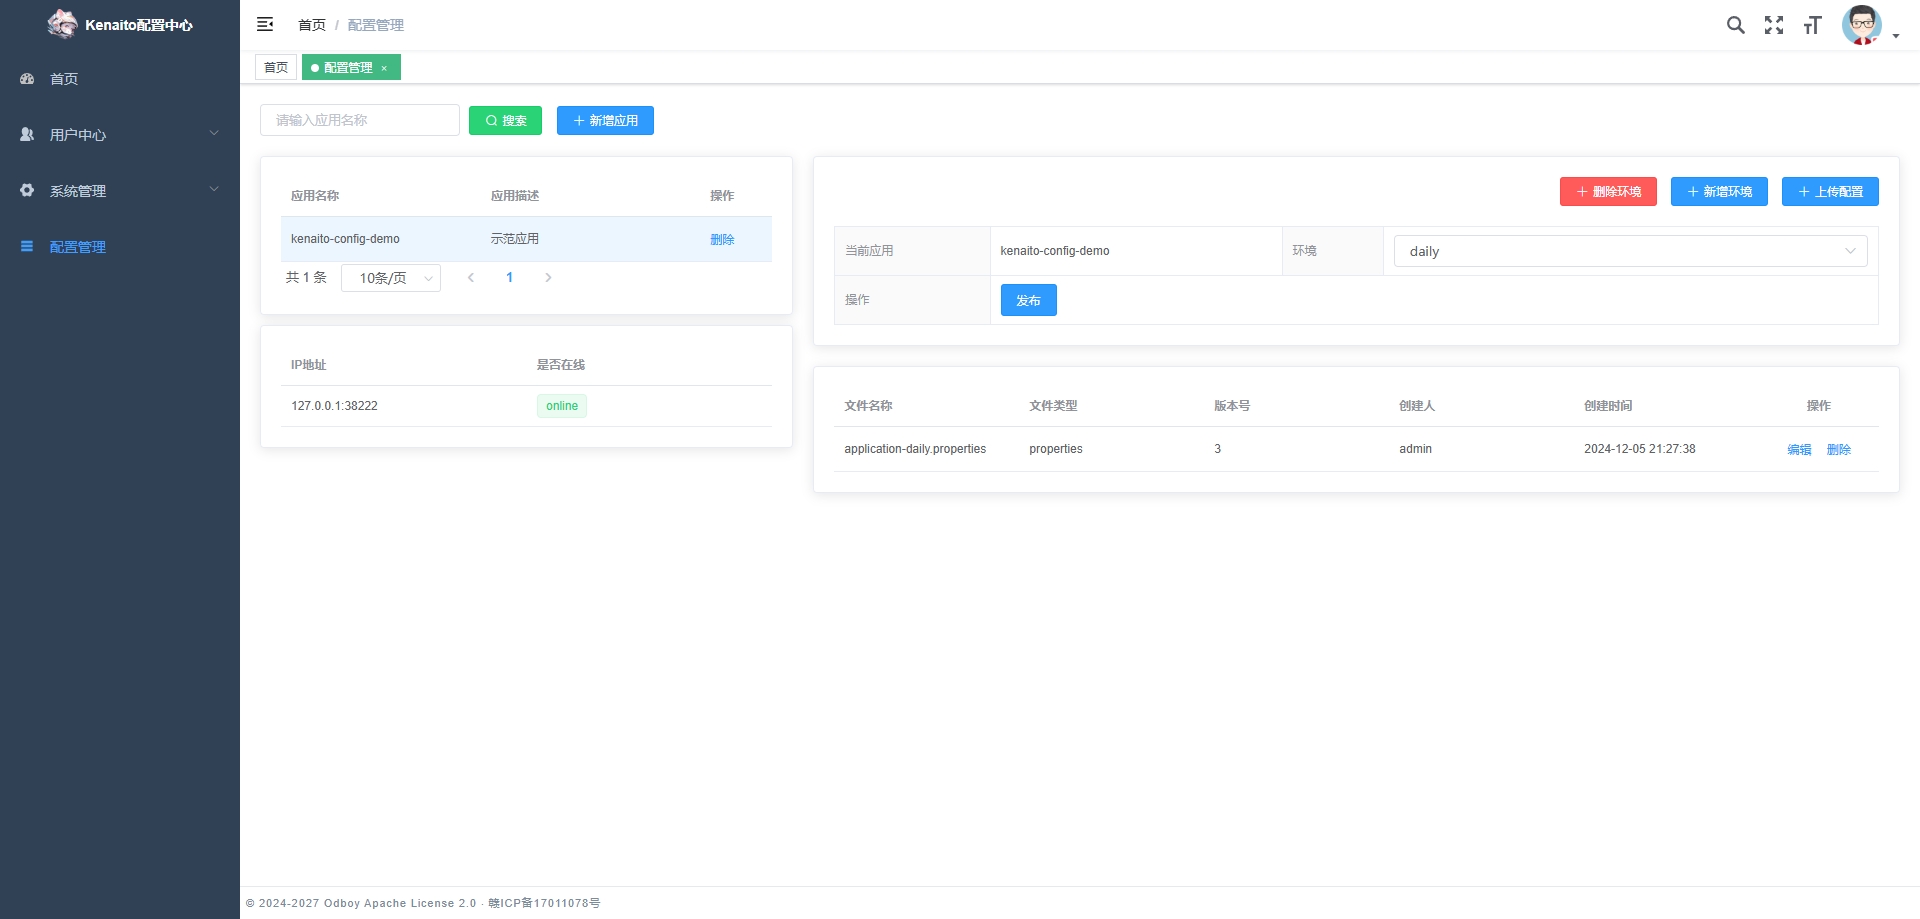 Kenaito配置中心
首页
用户中心
系统管理
配置管理
首页 / 配置管理
首页
配置管理 ×
请输入应用名称
搜索
新增应用
应用名称 应用描述 操作
kenaito-config-demo 示范应用 删除
共 1 条 10条/页 1
IP地址 是否在线
127.0.0.1:38222 online
删除环境 新增环境 上传配置
当前应用 kenaito-config-demo 环境 daily
操作 发布
文件名称 文件类型 版本号 创建人 创建时间 操作
application-daily.properties properties 3 admin 2024-12-05 21:27:38 编辑 删除
© 2024-2027 Odboy Apache License 2.0 · 赣ICP备17011078号